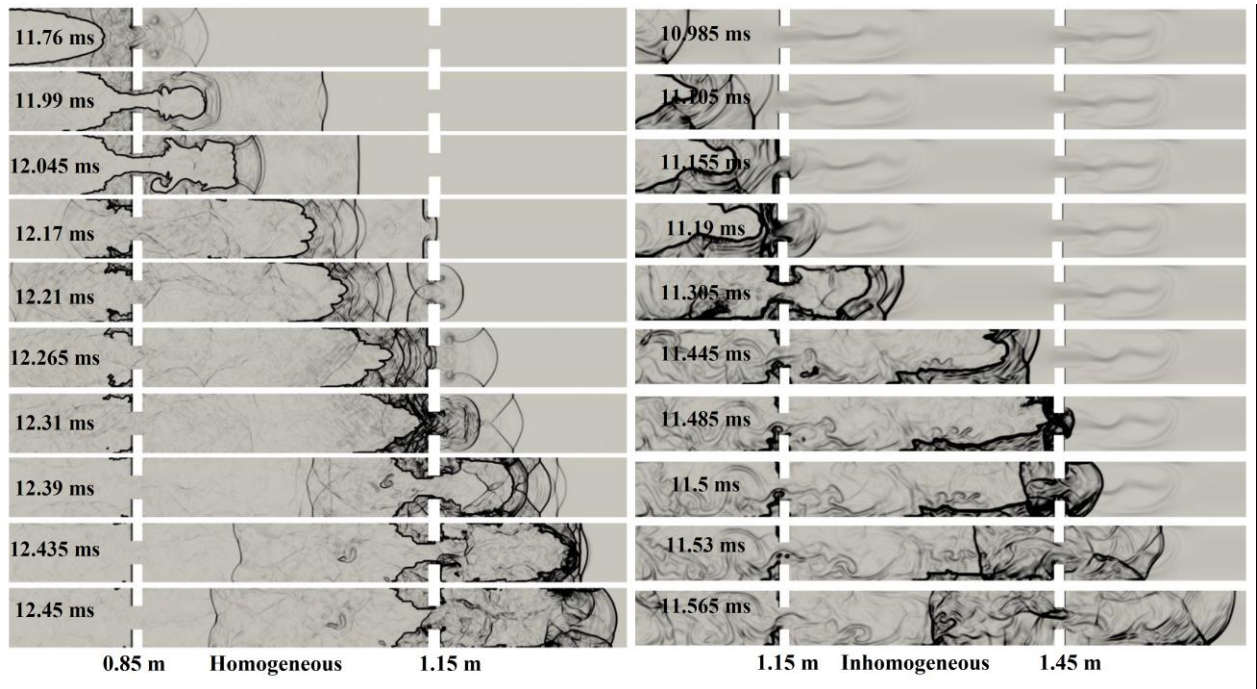 11.76 ms
11.99 ms
12.045 ms
12.17 ms
12.21 ms
12.265 ms
12.31 ms
12.39 ms
12.435 ms
12.45 ms
0.85 m Homogeneous 1.15 m
10.985 ms
11.105 ms
11.155 ms
11.19 ms
11.305 ms
11.445 ms
11.485 ms
11.5 ms
11.53 ms
11.565 ms
1.15 m Inhomogeneous 1.45 m